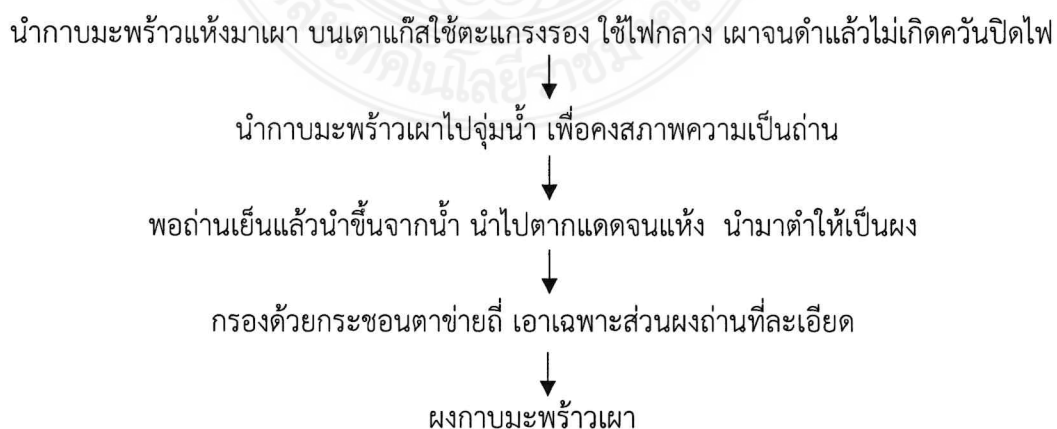 นำกาบมะพร้าวแห้งมาเผา บนเตาแก๊สใช้ตะแกรงรอง ใช้ไฟกลาง เผาจนดำแล้วไม่เกิดควันปิดไฟ
นำกาบมะพร้าวเผาไปจุ่มน้ำ เพื่อคงสภาพความเป็นถ่าน
พอถ่านเย็นแล้วนำขึ้นจากน้ำ นำไปตากแดดจนแห้ง นำมาตำให้เป็นผง
กรองด้วยกระชอนตาข่ายถี่ เอาเฉพาะส่วนผงถ่านที่ละเอียด
ผงกาบมะพร้าวเผา